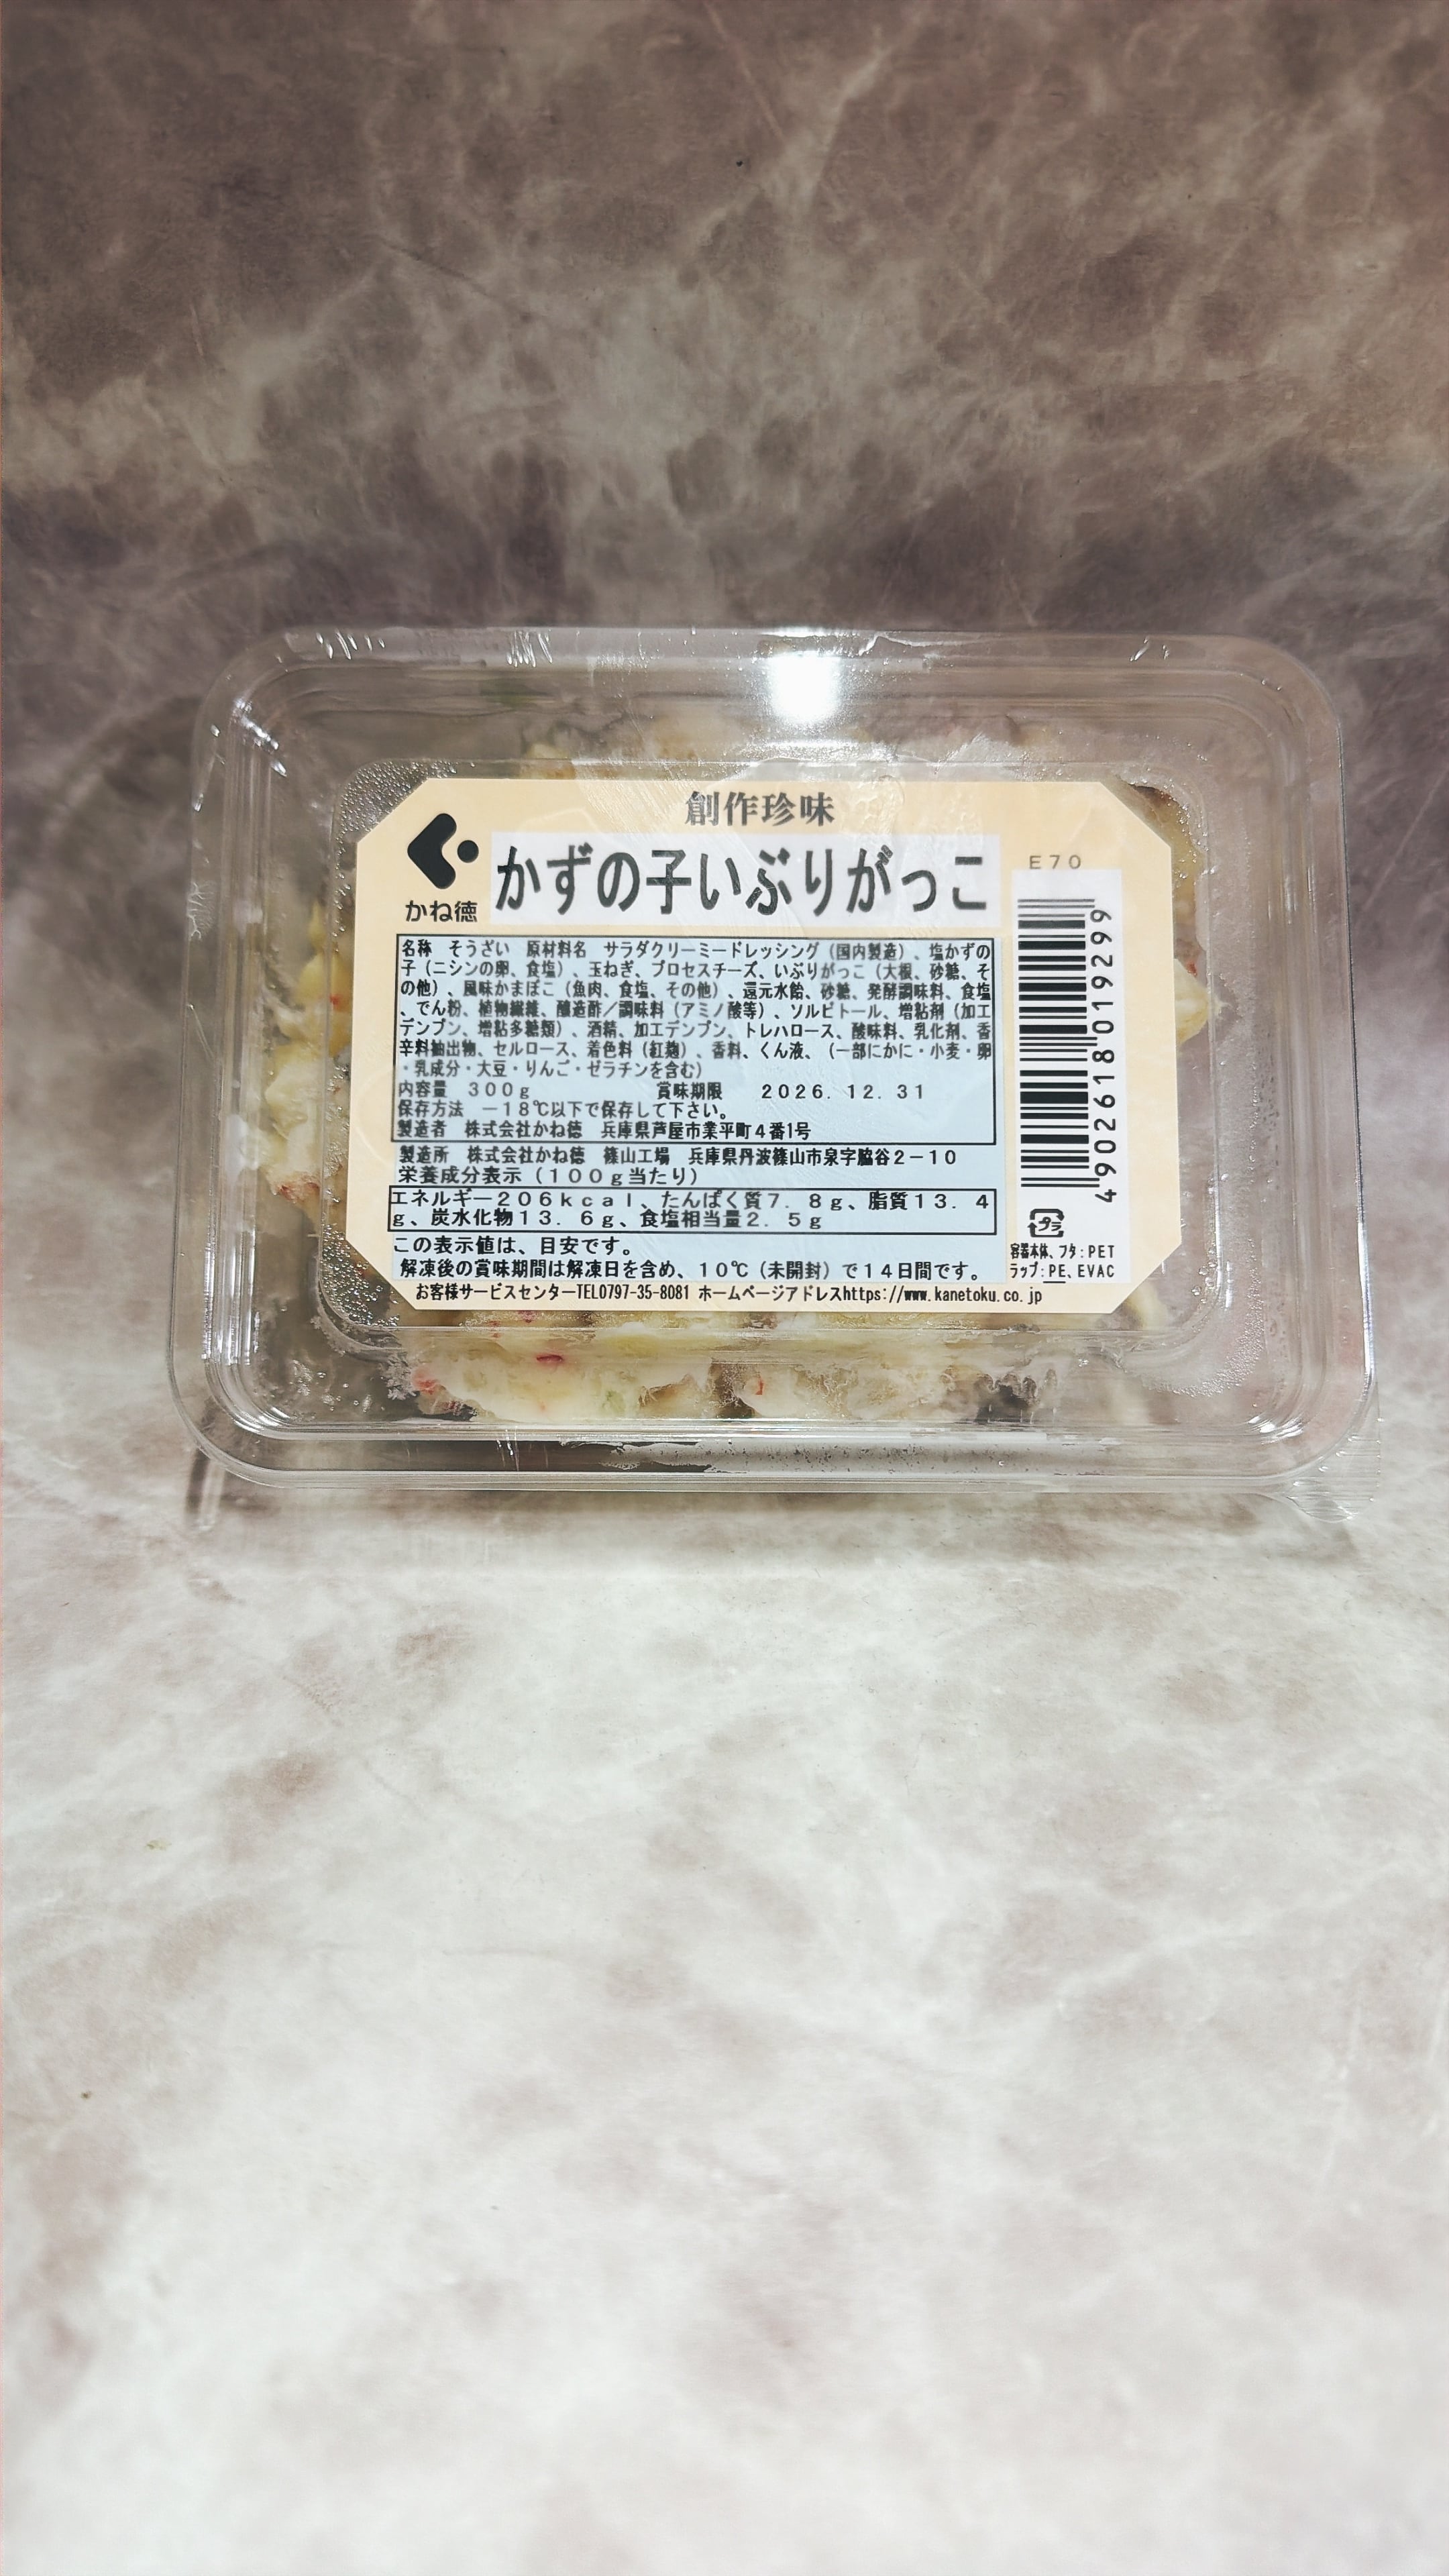 創作珍味
かね徳
かずの子いぶりがっこ
E70
名称 そうざい 原材料名 サラダクリーミードレッシング(国内製造)、塩かずの
子(ニシンの卵、食塩)、玉ねぎ、プロセスチーズ、いぶりがっこ(大根、砂糖、そ
の他)、風味かまぼこ(魚肉、食塩、その他)、還元水飴、砂糖、発酵調味料、食塩
、でん粉、植物繊維、醸造酢/調味料(アミノ酸等)、ソルビトール、増粘剤(加工
デンプン、増粘多糖類)、酒精、加工デンプン、トレハロース、酸味料、乳化剤、香
辛料抽出物、セルロース、着色料(紅麹)、香料、くん液、(一部にかに・小麦・卵
・乳成分・大豆・りんご・ゼラチンを含む)
内容量 300g 賞味期限 2026.12.31
保存方法 -18℃以下で保存して下さい。
製造者 株式会社かね徳 兵庫県芦屋市業平町4番1号
製造所 株式会社かね徳 篠山工場 兵庫県丹波篠山市泉字脇谷2-10
栄養成分表示(100g当たり)
エネルギー206kcal、たんぱく質7.8g、脂質13.4
g、炭水化物13.6g、食塩相当量2.5g
この表示値は、目安です。
解凍後の賞味期間は解凍日を含め、10℃(未開封)で14日間です。
お客様サービスセンターTEL0797-35-8081 ホームページアドレスhttps://www.kanetoku.co.jp
4902618019299
プラ
容器本体、フタ:PET
ラップ:PE、EVAC